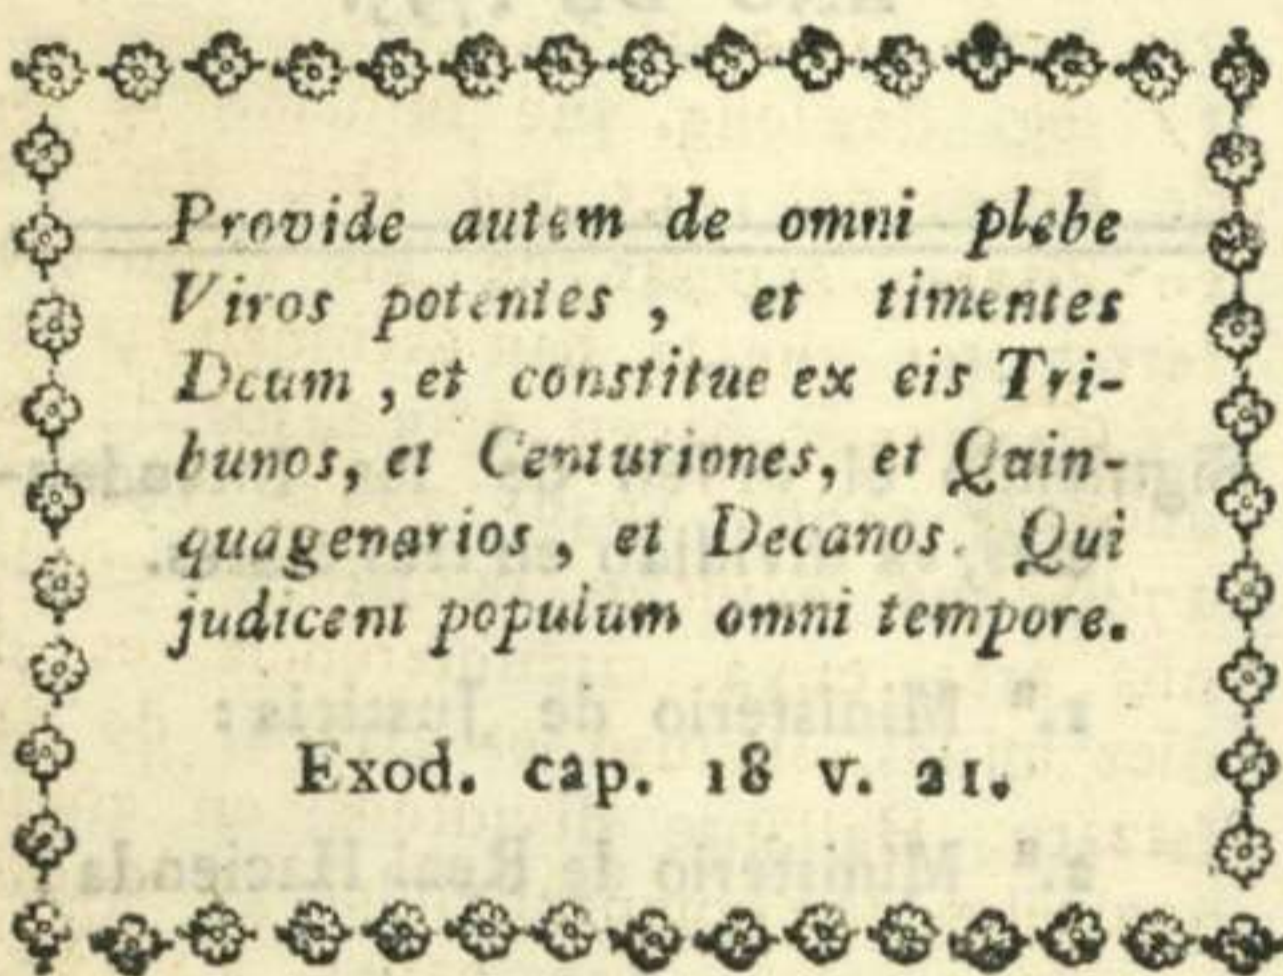 Provide autem de omni plebe
Viros potentes , et timentes
Deum , et constitue ex eis Tri-
bunos, et Centuriones, et Quin-
quagenarios , et Decanos. Qui
judicent populum omni tempore.
Exod. cap. 18 v. 21.